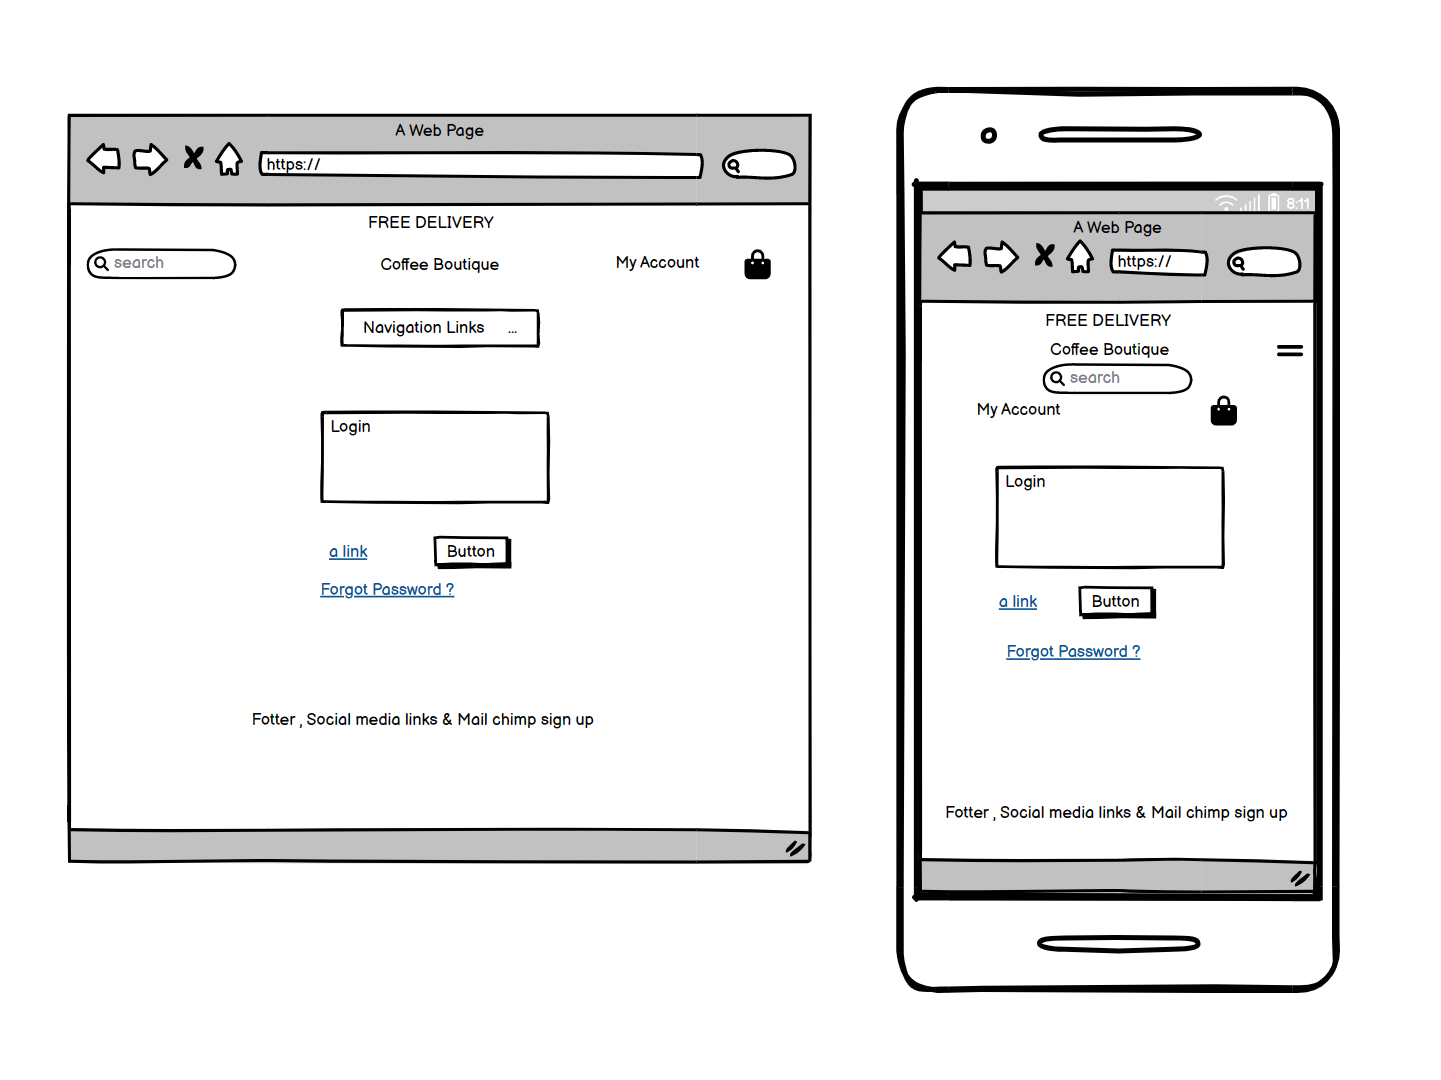 A Web Page
https://
FREE DELIVERY
search
Coffee Boutique
My Account
Navigation Links ...
Login
a link
Button
Forgot Password ?
Fotter , Social media links & Mail chimp sign up
8:11
A Web Page
https://
FREE DELIVERY
Coffee Boutique
search
My Account
Login
a link
Button
Forgot Password ?
Fotter , Social media links & Mail chimp sign up